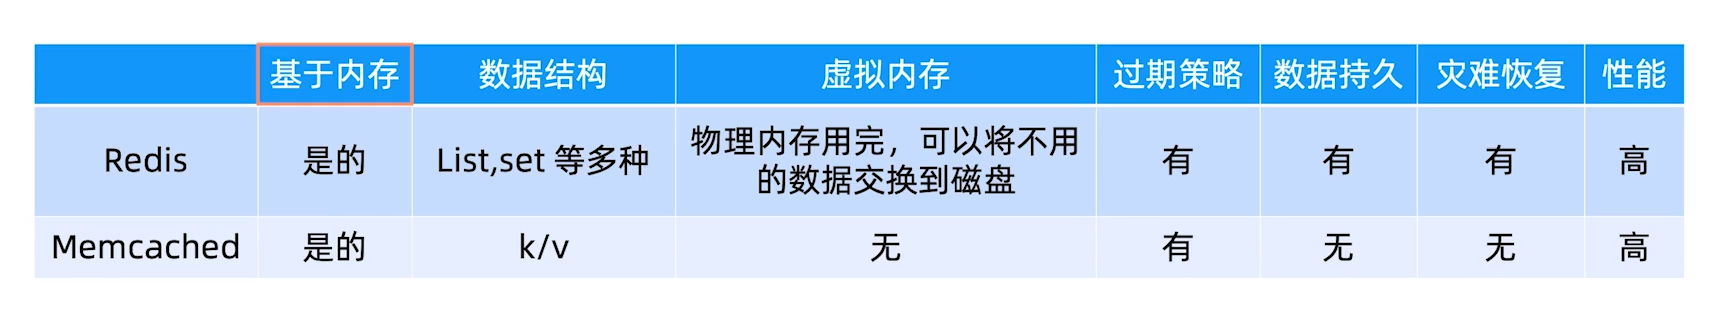 基于内存 数据结构 虚拟内存 过期策略 数据持久 灾难恢复 性能
Redis 是的 List,set 等多种 物理内存用完，可以将不用 有 有 有 高
的数据交换到磁盘
Memcached 是的 k/v 无 有 无 无 高